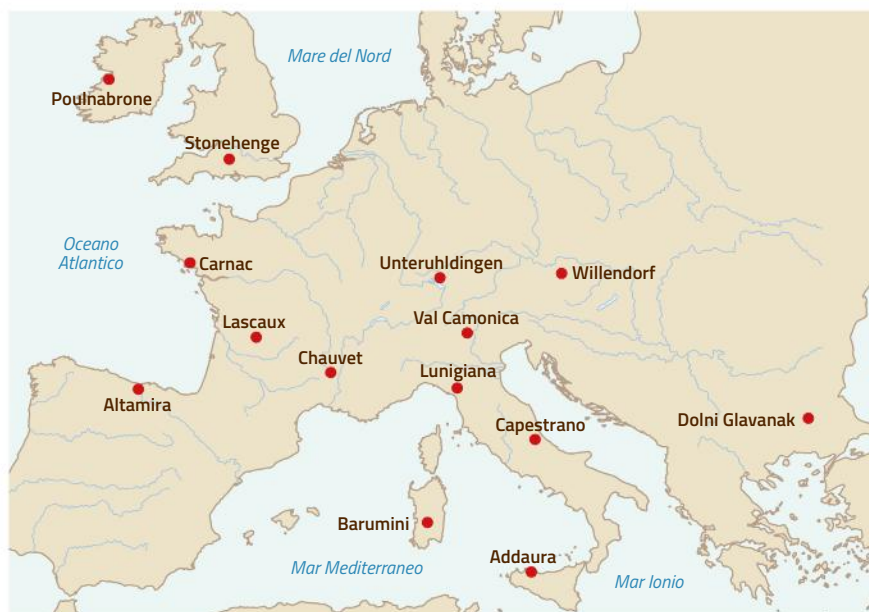 Mare del Nord
Poulnabrone
Stonehenge
Oceano
Atlantico
Carnac
Unteruhldingen
Willendorf
Lascaux
Val Camonica
Chauvet
Lunigiana
Altamira
Capestrano
Dolni Glavanak
Barumini
Addaura
Mar Mediterraneo
Mar Ionio